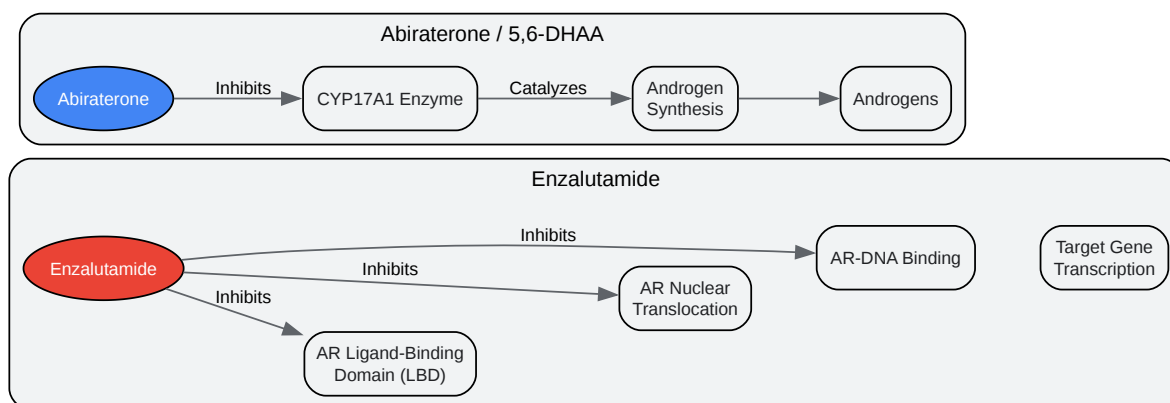 Abiraterone / 5,6-DHAA
Abiraterone
Inhibits
CYP17A1 Enzyme
Catalyzes
Androgen
Synthesis
Androgens
Enzalutamide
Enzalutamide
Inhibits
Inhibits
Inhibits
AR-DNA Binding
Target Gene
Transcription
AR Nuclear
Translocation
AR Ligand-Binding
Domain (LBD)